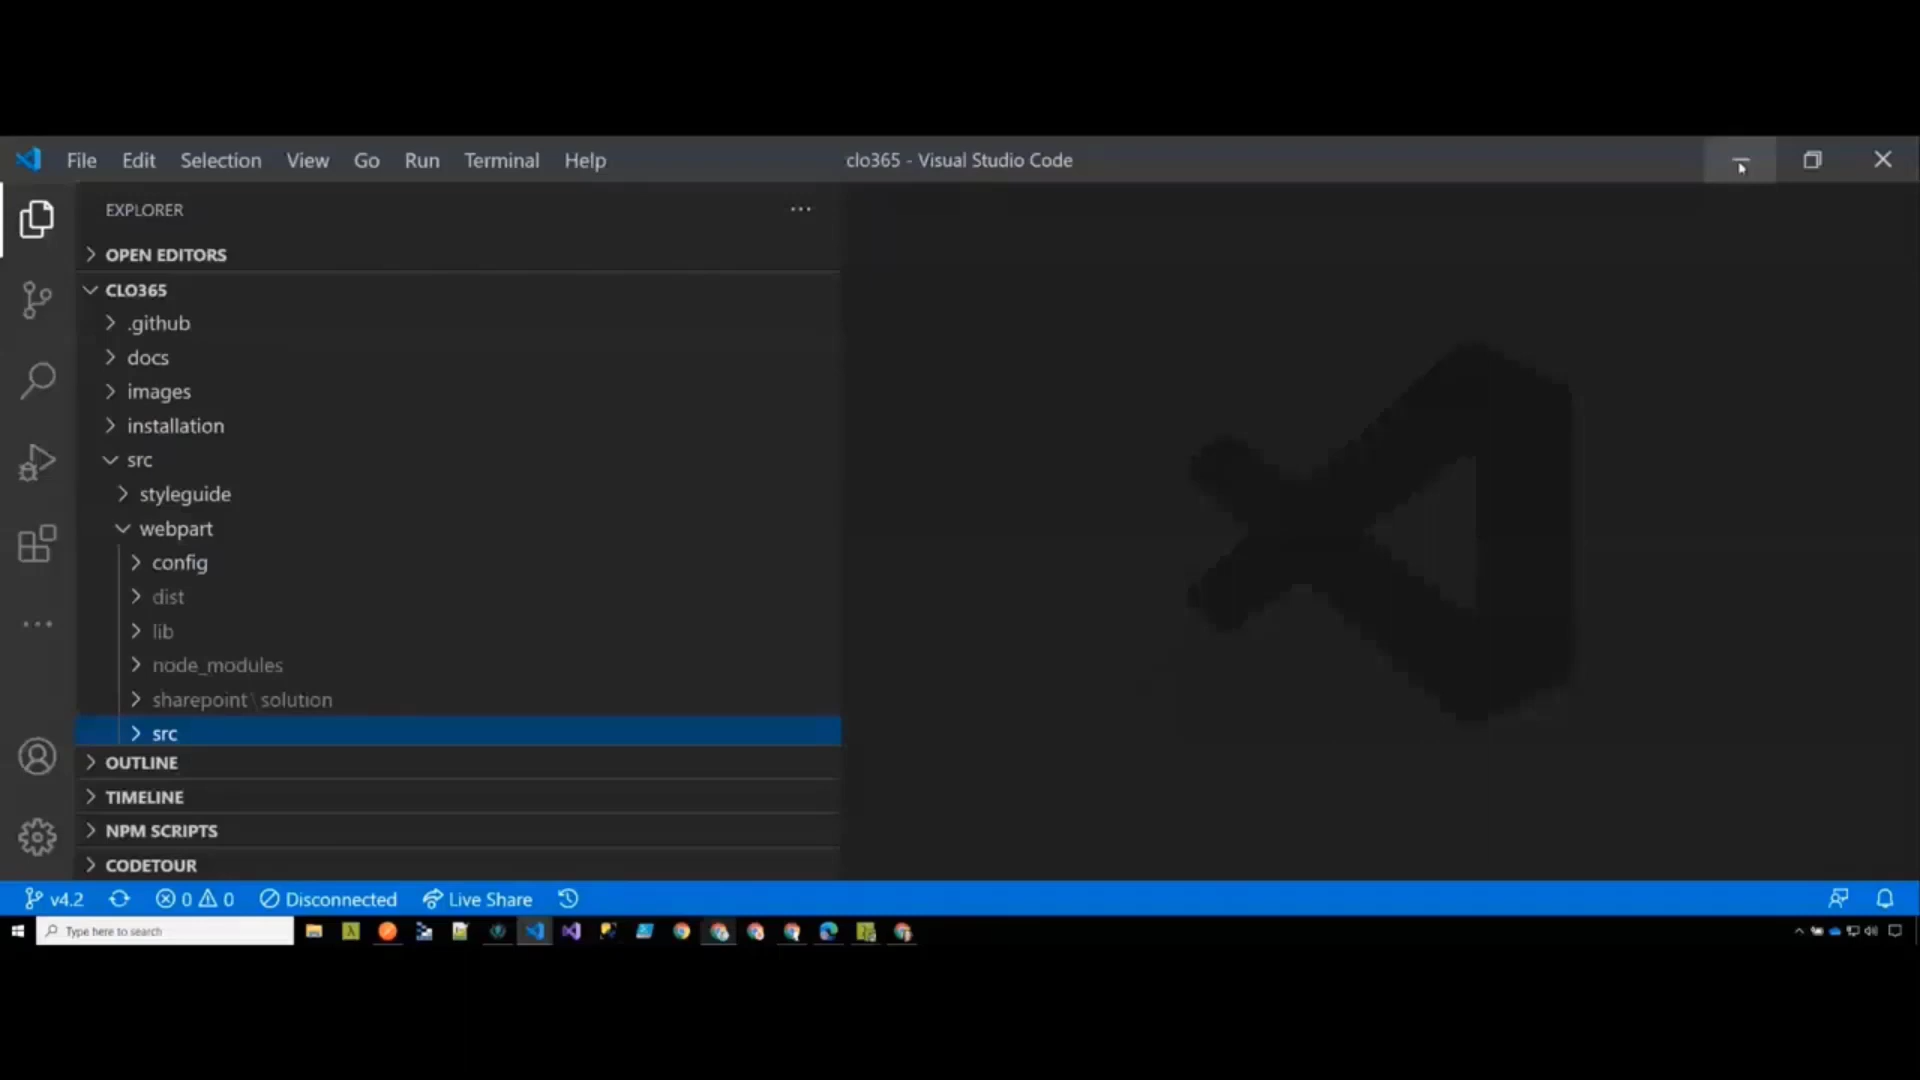 File Edit Selection View Go Run Terminal Help clo365 - Visual Studio Code
EXPLORER
OPEN EDITORS
CLO365
.github
docs
images
installation
src
styleguide
webpart
config
dist
lib
node_modules
sharepoint \ solution
src
OUTLINE
TIMELINE
NPM SCRIPTS
CODETOUR
v4.2 0 0 Disconnected Live Share
Type here to search